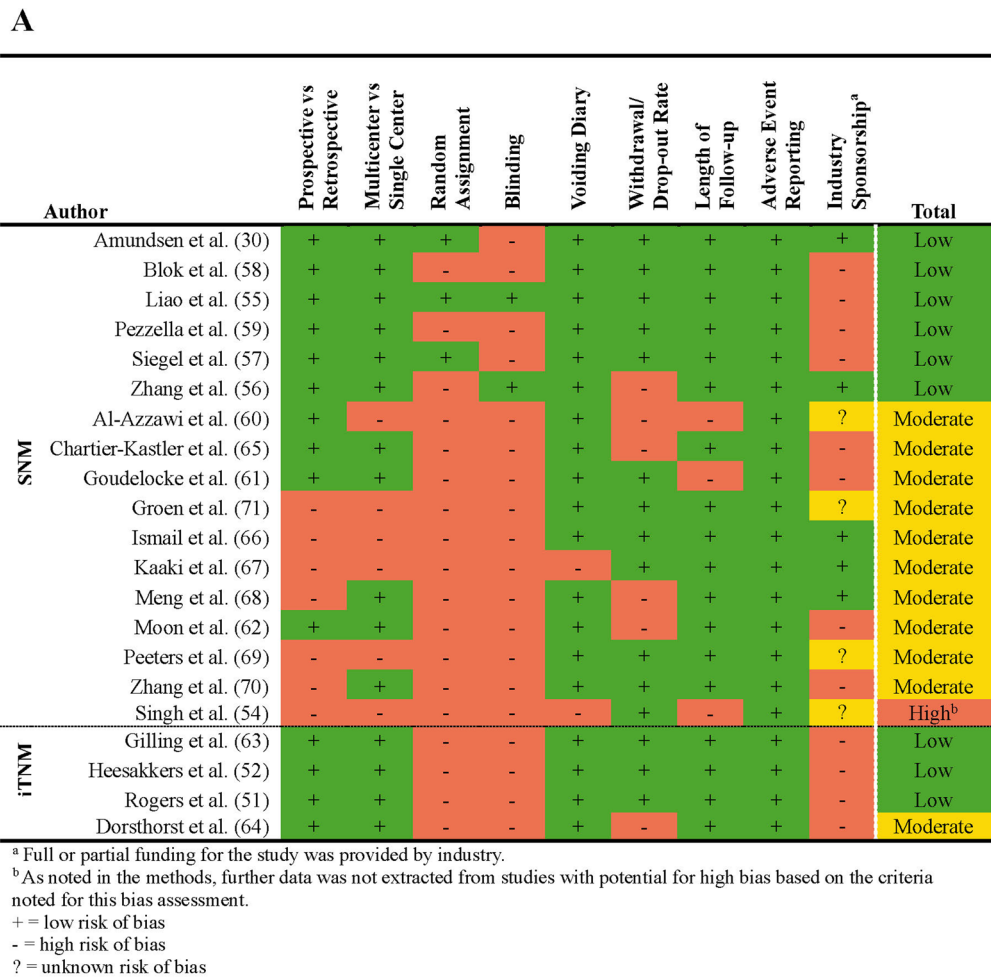 A
Author Prospective vs Retrospective Multicenter vs Single Center Random Assignment Blinding Voiding Diary Withdrawal/ Drop-out Rate Length of Follow-up Adverse Event Reporting Industry Sponsorshipᵃ Total
SNM
Amundsen et al. (30) + + + - + + + + + Low
Blok et al. (58) + + - - + + + + - Low
Liao et al. (55) + + + + + + + + - Low
Pezzella et al. (59) + + - - + + + + - Low
Siegel et al. (57) + + + - + + + + - Low
Zhang et al. (56) + + - + + - + + + Low
Al-Azzawi et al. (60) + - - - + - - + ? Moderate
Chartier-Kastler et al. (65) + + - - + - + + - Moderate
Goudelocke et al. (61) + + - - + + - + - Moderate
Groen et al. (71) - - - - + + + + ? Moderate
Ismail et al. (66) - - - - + + + + + Moderate
Kaaki et al. (67) - - - - - + + + + Moderate
Meng et al. (68) - + - - + - + + + Moderate
Moon et al. (62) + + - - + - + + - Moderate
Peeters et al. (69) - - - - + + + + ? Moderate
Zhang et al. (70) - + - - + + + + - Moderate
Singh et al. (54) - - - - - + - + ? Highᵇ
iTNM
Gilling et al. (63) + + - - + + + + - Low
Heesakkers et al. (52) + + - - + + + + - Low
Rogers et al. (51) + + - - + + + + - Low
Dorsthorst et al. (64) + + - - + - + + - Moderate
ᵃ Full or partial funding for the study was provided by industry.
ᵇ As noted in the methods, further data was not extracted from studies with potential for high bias based on the criteria
noted for this bias assessment.
+ = low risk of bias
- = high risk of bias
? = unknown risk of bias